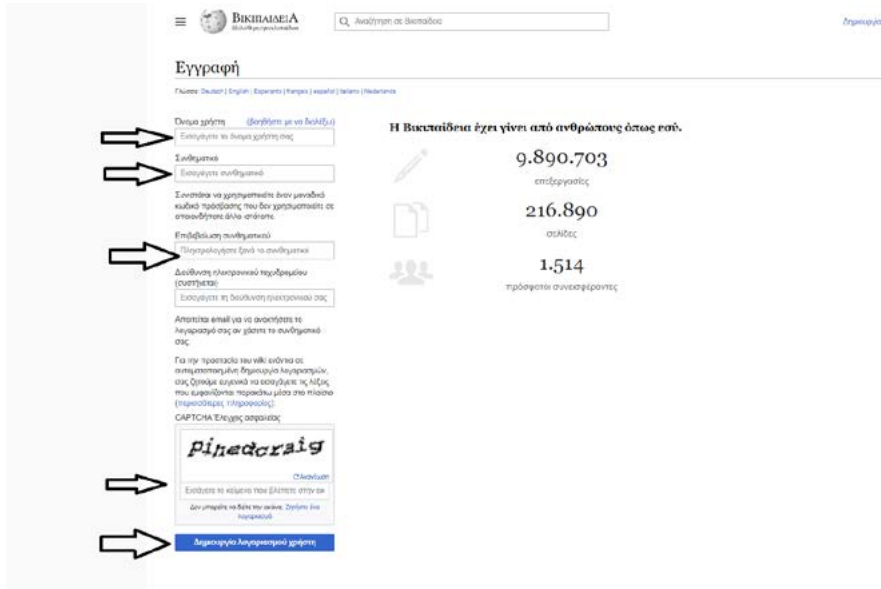 ΒΙΚΙΠΑΙΔΕΙΑ
Η Ελεύθερη εγκυκλοπαίδεια
Αναζήτηση σε Βικιπαίδεια
Δημιουργία
Εγγραφή
Γλώσσα: Deutsch | English | Esperanto | français | español | italiano | Nederlands
Όνομα χρήστη (βοηθήστε με να διαλέξω)
Εισαγάγετε το όνομα χρήστη σας
Συνθηματικό
Εισαγάγετε συνθηματικό
Συνιστάται να χρησιμοποιείτε έναν μοναδικό
κωδικό πρόσβασης που δεν χρησιμοποιείτε σε
οποιονδήποτε άλλο ιστότοπο.
Επιβεβαίωση συνθηματικού
Πληκτρολογήστε ξανά το συνθηματικό
Διεύθυνση ηλεκτρονικού ταχυδρομείου
(συστήνεται)
Εισαγάγετε τη διεύθυνση ηλεκτρονικού σας
Απαιτείται email για να ανακτήσετε το
λογαριασμό σας αν χάσετε το συνθηματικό
σας.
Για την προστασία του wiki ενάντια σε
αυτοματοποιημένη δημιουργία λογαριασμών,
σας ζητούμε ευγενικά να εισαγάγετε τις λέξεις
που εμφανίζονται παρακάτω μέσα στο πλαίσιο
(περισσότερες πληροφορίες):
CAPTCHA Έλεγχος ασφαλείας
pinedcraig
Ανανέωση
Εισάγετε το κείμενο που βλέπετε στην εικ
Δεν μπορείτε να δείτε την εικόνα; Ζητήστε ένα
λογαριασμό
Δημιουργία λογαριασμού χρήστη
Η Βικιπαίδεια έχει γίνει από ανθρώπους όπως εσύ.
9.890.703
επεξεργασίες
216.890
σελίδες
1.514
πρόσφατοι συνεισφέροντες